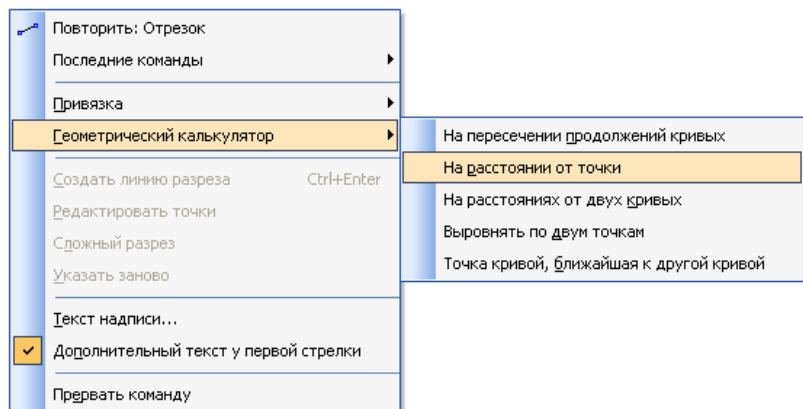 Повторить: Отрезок
Последние команды
Привязка
Геометрический калькулятор
На пересечении продолжений кривых
На расстоянии от точки
На расстояниях от двух кривых
Выровнять по двум точкам
Точка кривой, ближайшая к другой кривой
Создать линию разреза Ctrl+Enter
Редактировать точки
Сложный разрез
Указать заново
Текст надписи...
Дополнительный текст у первой стрелки
Прервать команду